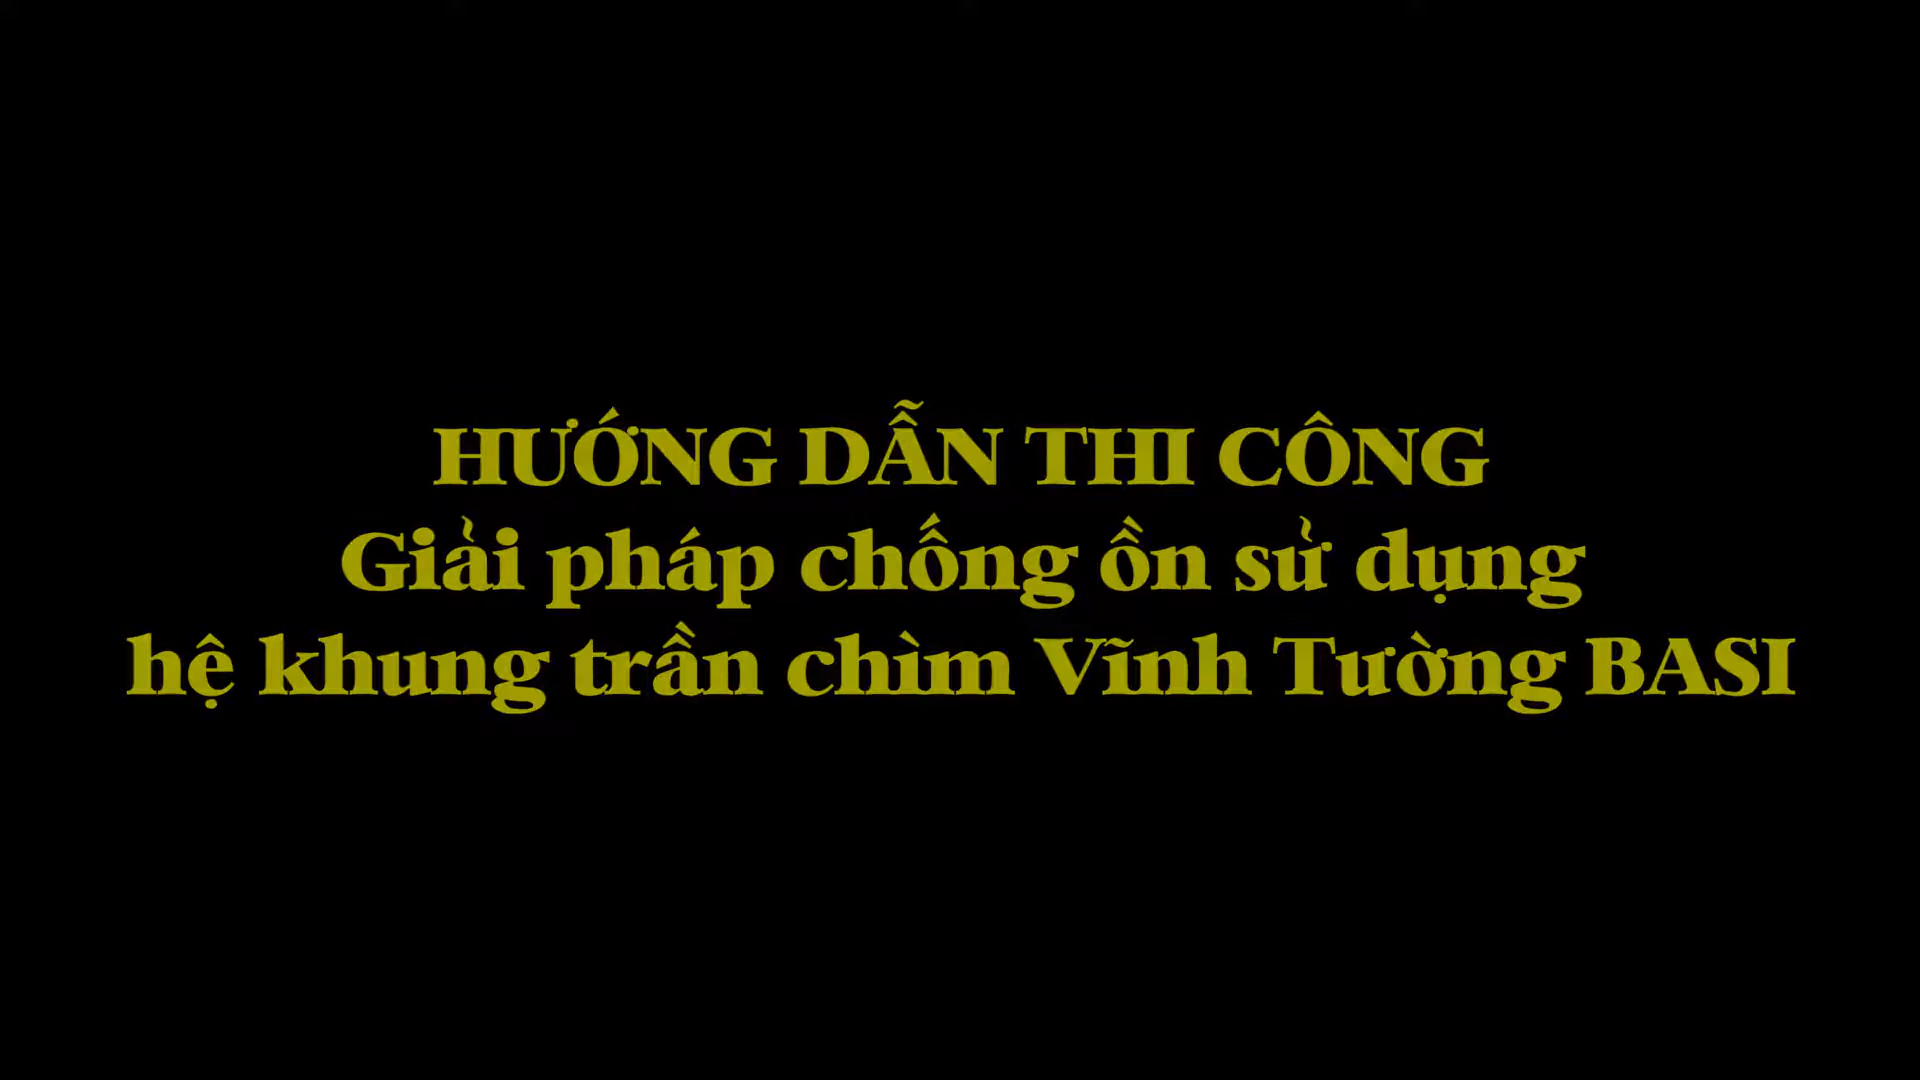 HƯỚNG DẪN THI CÔNG
Giải pháp chống ồn sử dụng
hệ khung trần chìm Vĩnh Tường BASI